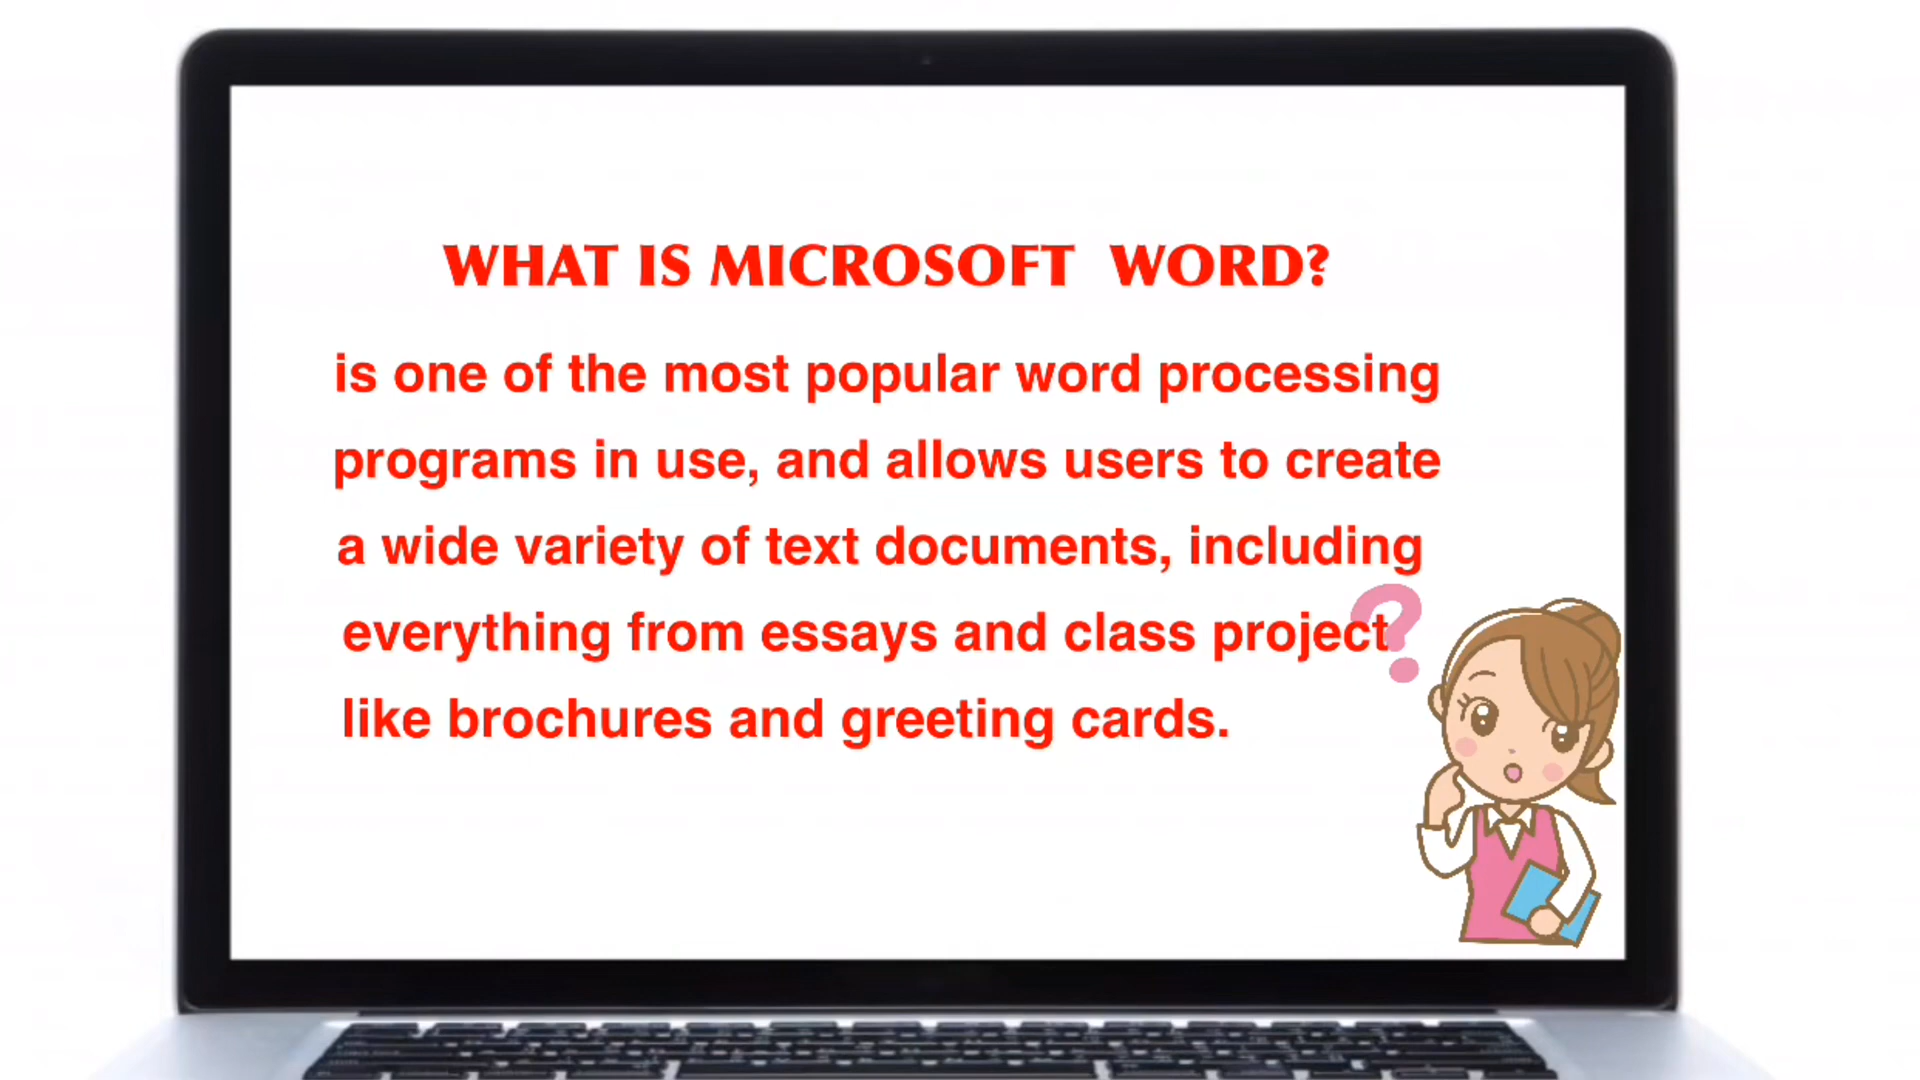 WHAT IS MICROSOFT WORD?
is one of the most popular word processing
programs in use, and allows users to create
a wide variety of text documents, including
everything from essays and class project
like brochures and greeting cards.
?